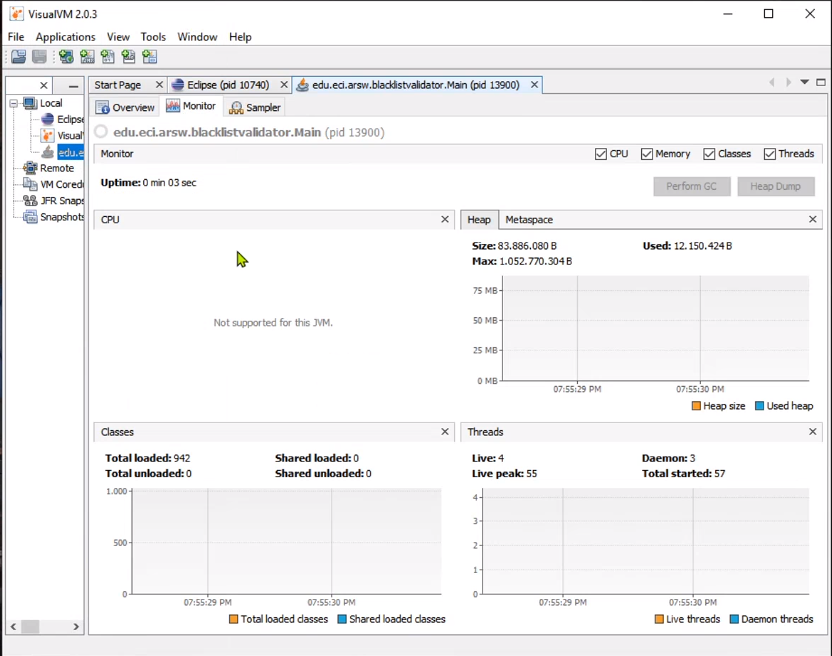 VisualVM 2.0.3
File Applications View Tools Window Help
Start Page Eclipse (pid 10740) edu.eci.arsw.blacklistvalidator.Main (pid 13900)
Local
Eclipse
Visual
edu.e
Remote
VM Coredu
JFR Snaps
Snapshots
Overview Monitor Sampler
edu.eci.arsw.blacklistvalidator.Main (pid 13900)
Monitor CPU Memory Classes Threads
Uptime: 0 min 03 sec
Perform GC Heap Dump
CPU
Not supported for this JVM.
Heap Metaspace
Size: 83.886.080 B Used: 12.150.424 B
Max: 1.052.770.304 B
75 MB
50 MB
25 MB
0 MB
07:55:29 PM 07:55:30 PM
Heap size Used heap
Classes
Total loaded: 942 Shared loaded: 0
Total unloaded: 0 Shared unloaded: 0
1.000
500
0
07:55:29 PM 07:55:30 PM
Total loaded classes Shared loaded classes
Threads
Live: 4 Daemon: 3
Live peak: 55 Total started: 57
4
3
2
1
0
07:55:29 PM 07:55:30 PM
Live threads Daemon threads